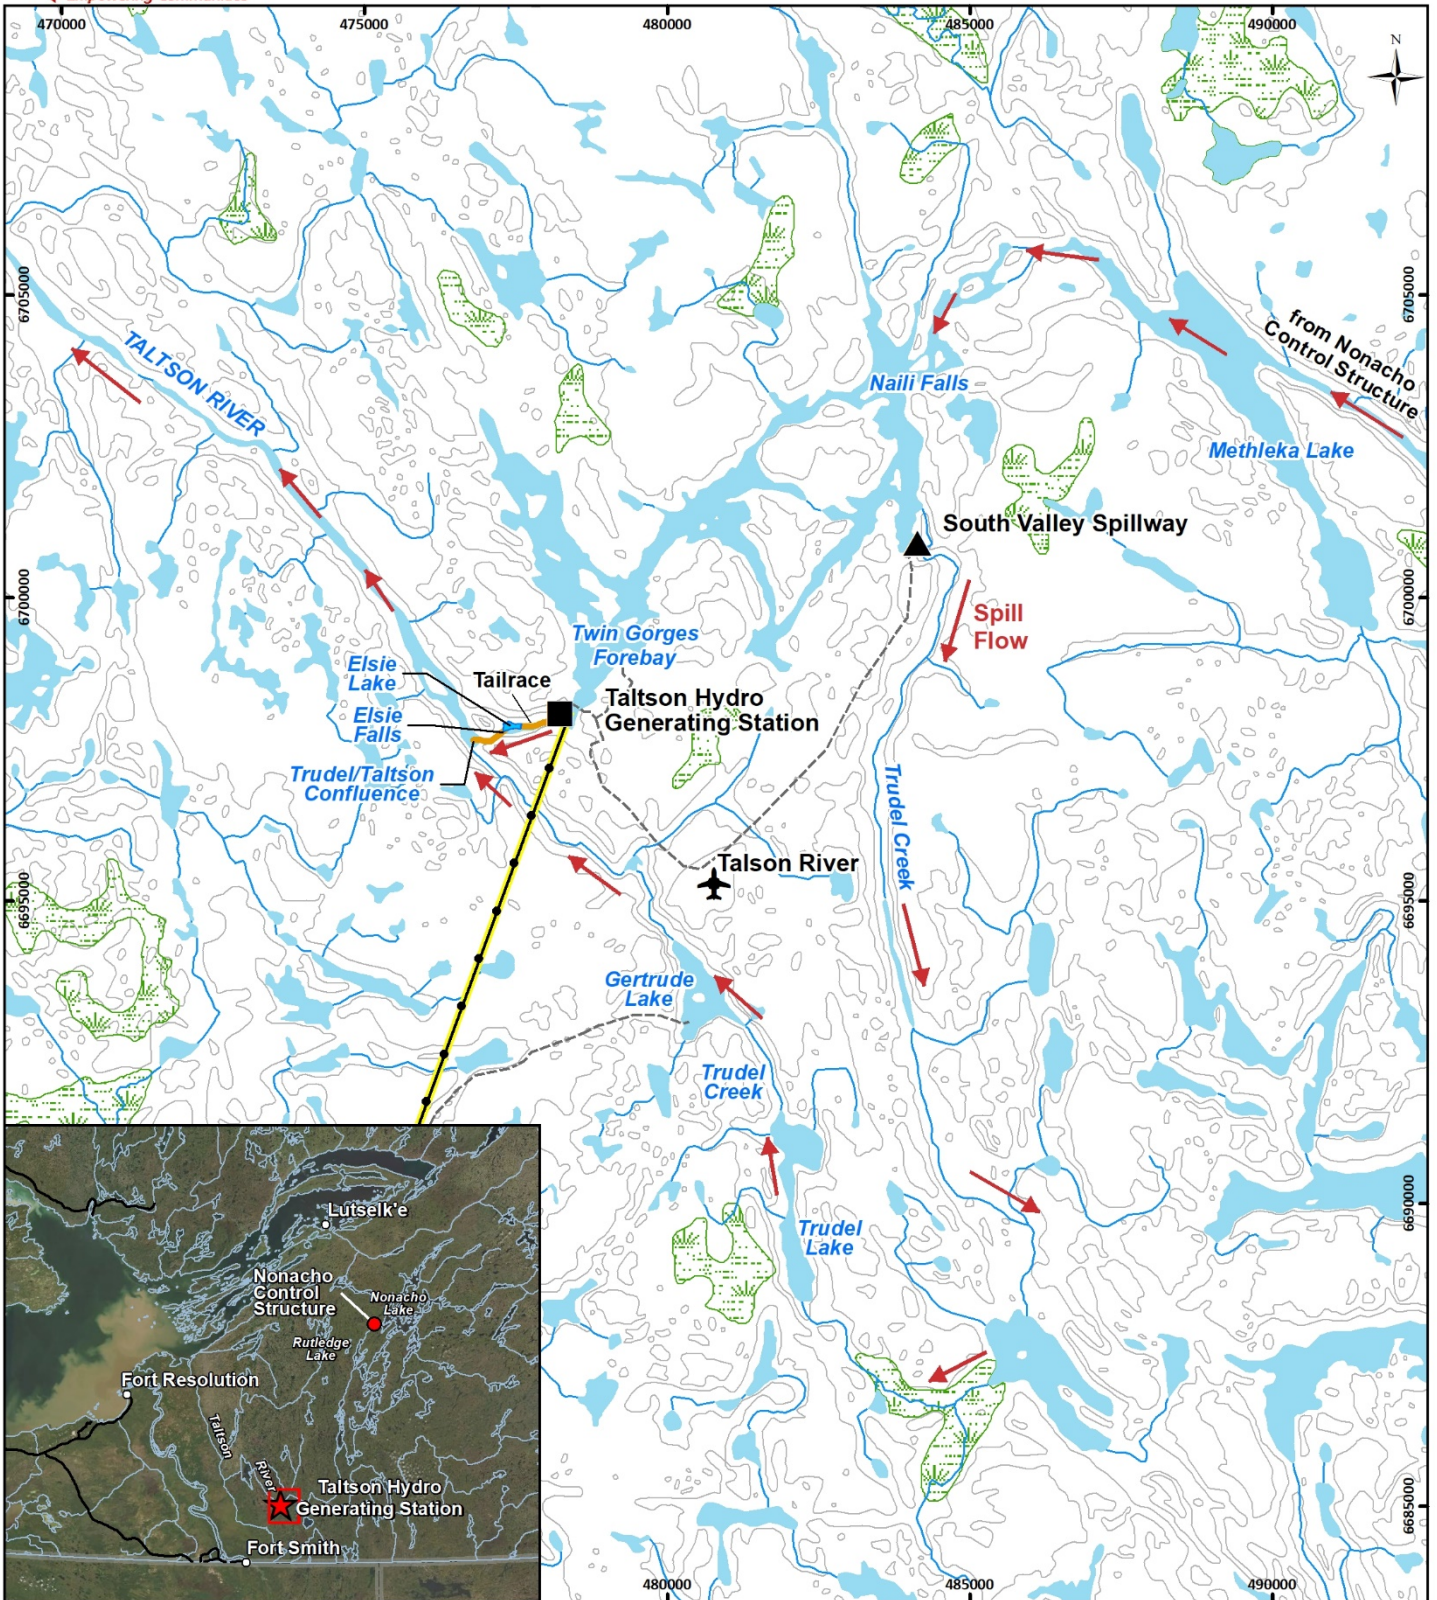 470000
475000
480000
485000
490000
N
6705000
6705000
TALTSON RIVER
from Nonacho
Control Structure
Naili Falls
Methleka Lake
South Valley Spillway
6700000
6700000
Spill
Flow
Twin Gorges
Forebay
Elsie
Lake
Tailrace
Taltson Hydro
Generating Station
Elsie
Falls
Trudel/Taltson
Confluence
Trudel Creek
Talson River
6695000
6695000
Gertrude
Lake
Trudel
Creek
6690000
Trudel
Lake
Lutselk'e
Nonacho
Control
Structure
Nonacho
Lake
Rutledge
Lake
Fort Resolution
Taltson
River
Taltson Hydro
Generating Station
Fort Smith
6685000
480000
485000
490000